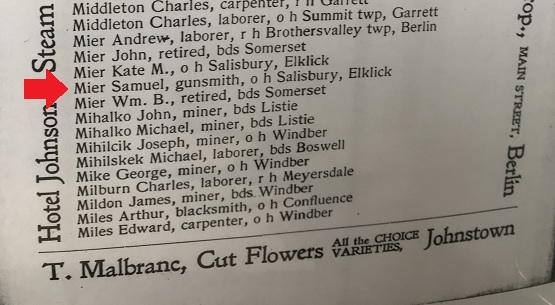 Middleton Charles, carpenter, r h Garrett
Middleton Charles, laborer, o h Summit twp, Garrett
Mier Andrew, laborer, r h Brothersvalley twp, Berlin
Mier John, retired, bds Somerset
Mier Kate M., o h Salisbury, Elklick
Mier Samuel, gunsmith, o h Salisbury, Elklick
Mier Wm. B., retired, bds Somerset
Mihalko John, miner, bds Listie
Mihalko Michael, miner, bds Listie
Mihilcik Joseph, miner, o h Windber
Mihilskek Michael, laborer, bds Boswell
Mike George, miner, o h Windber
Milburn Charles, laborer, r h Meyersdale
Mildon James, miner, bds Windber
Miles Arthur, blacksmith, o h Confluence
Miles Edward, carpenter, o h Windber
Hotel Johnson Steam
MAIN STREET, Berlin
T. Malbranc, Cut Flowers All the CHOICE VARIETIES, Johnstown